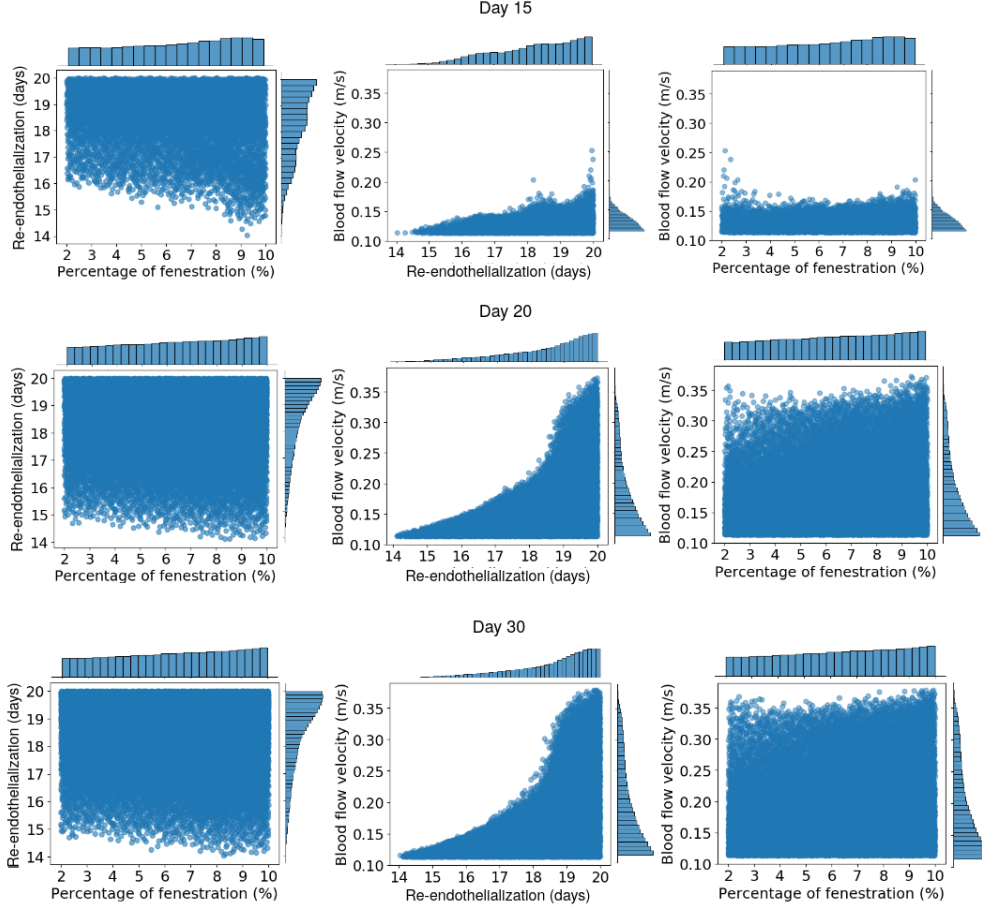 Day 15
Re-endothelialization (days)
20
19
18
17
16
15
14
2 3 4 5 6 7 8 9 10
Percentage of fenestration (%)
Blood flow velocity (m/s)
0.35
0.30
0.25
0.20
0.15
0.10
14 15 16 17 18 19 20
Re-endothelialization (days)
Blood flow velocity (m/s)
0.35
0.30
0.25
0.20
0.15
0.10
2 3 4 5 6 7 8 9 10
Percentage of fenestration (%)
Day 20
Re-endothelialization (days)
20
19
18
17
16
15
14
2 3 4 5 6 7 8 9 10
Percentage of fenestration (%)
Blood flow velocity (m/s)
0.35
0.30
0.25
0.20
0.15
0.10
14 15 16 17 18 19 20
Re-endothelialization (days)
Blood flow velocity (m/s)
0.35
0.30
0.25
0.20
0.15
0.10
2 3 4 5 6 7 8 9 10
Percentage of fenestration (%)
Day 30
Re-endothelialization (days)
20
19
18
17
16
15
14
2 3 4 5 6 7 8 9 10
Percentage of fenestration (%)
Blood flow velocity (m/s)
0.35
0.30
0.25
0.20
0.15
0.10
14 15 16 17 18 19 20
Re-endothelialization (days)
Blood flow velocity (m/s)
0.35
0.30
0.25
0.20
0.15
0.10
2 3 4 5 6 7 8 9 10
Percentage of fenestration (%)